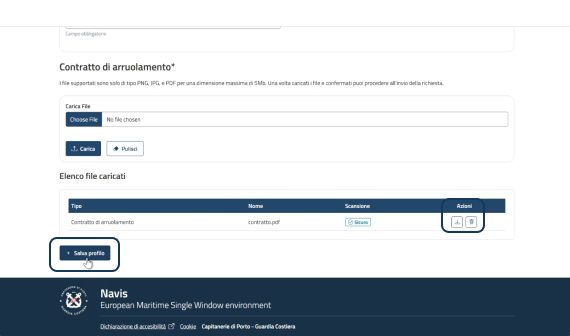 Campo obbligatorio
Contratto di arruolamento*
I file supportati sono solo di tipo PNG, JPG, e PDF per una dimensione massima di 5Mb. Una volta caricati i file e confermati puoi procedere all'invio della richiesta.
Carica File
Choose File No file chosen
Carica Pulisci
Elenco file caricati
Tipo Nome Scansione Azioni
Contratto di arruolamento contratto.pdf Sicuro
+ Salva profilo
Navis
European Maritime Single Window environment
Dichiarazione di accessibilità Cookie Capitanerie di Porto - Guardia Costiera